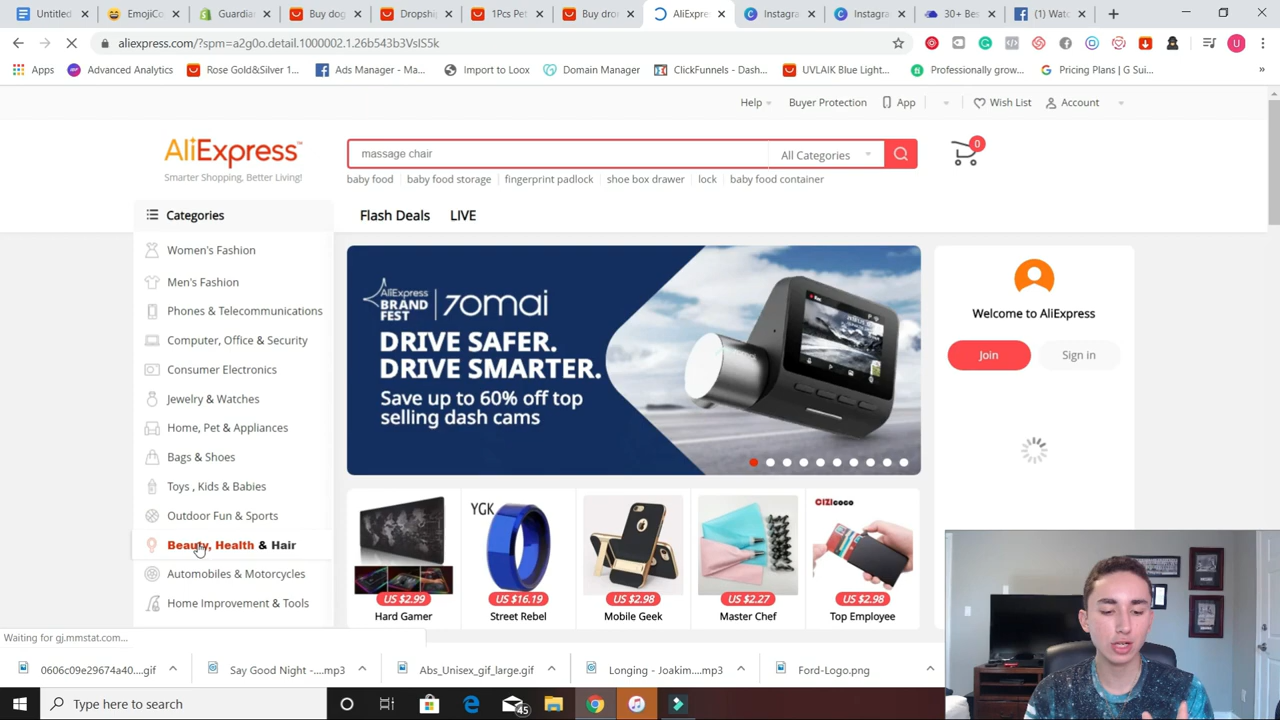 Untitled
EmojiCo
Guardia
Buy dog
Dropship
1Pcs Pet
Buy dro
AliExpres
Instagra
Instagra
30+ Bes
(1) Watc
aliexpress.com/?spm=a2g0o.detail.1000002.1.26b543b3VsIS5k
Apps
Advanced Analytics
Rose Gold&Silver 1...
Ads Manager - Ma...
Import to Loox
Domain Manager
ClickFunnels - Dash...
UVLAIK Blue Light...
Professionally grow...
Pricing Plans | G Sui...
Help
Buyer Protection
App
Wish List
Account
AliExpress™
Smarter Shopping, Better Living!
massage chair
All Categories
0
baby food
baby food storage
fingerprint padlock
shoe box drawer
lock
baby food container
Categories
Flash Deals
LIVE
Women's Fashion
Men's Fashion
Phones & Telecommunications
Computer, Office & Security
Consumer Electronics
Jewelry & Watches
Home, Pet & Appliances
Bags & Shoes
Toys , Kids & Babies
Outdoor Fun & Sports
Beauty, Health & Hair
Automobiles & Motorcycles
Home Improvement & Tools
AliExpress
BRAND
FEST
70mai
DRIVE SAFER.
DRIVE SMARTER.
Save up to 60% off top
selling dash cams
Welcome to AliExpress
Join
Sign in
YGK
CIZICOCO
US $2.99
US $16.19
US $2.98
US $2.27
US $2.98
Hard Gamer
Street Rebel
Mobile Geek
Master Chef
Top Employee
Waiting for gj.mmstat.com...
0606c09e29674a40....gif
Say Good Night -....mp3
Abs_Unisex_gif_large.gif
Longing - Joakim....mp3
Ford-Logo.png
Type here to search
45